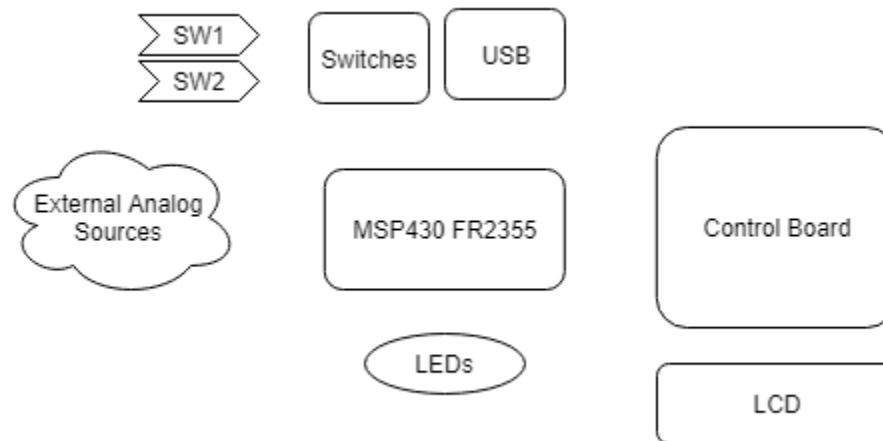 SW1
SW2
Switches
USB
External Analog
Sources
MSP430 FR2355
Control Board
LEDs
LCD